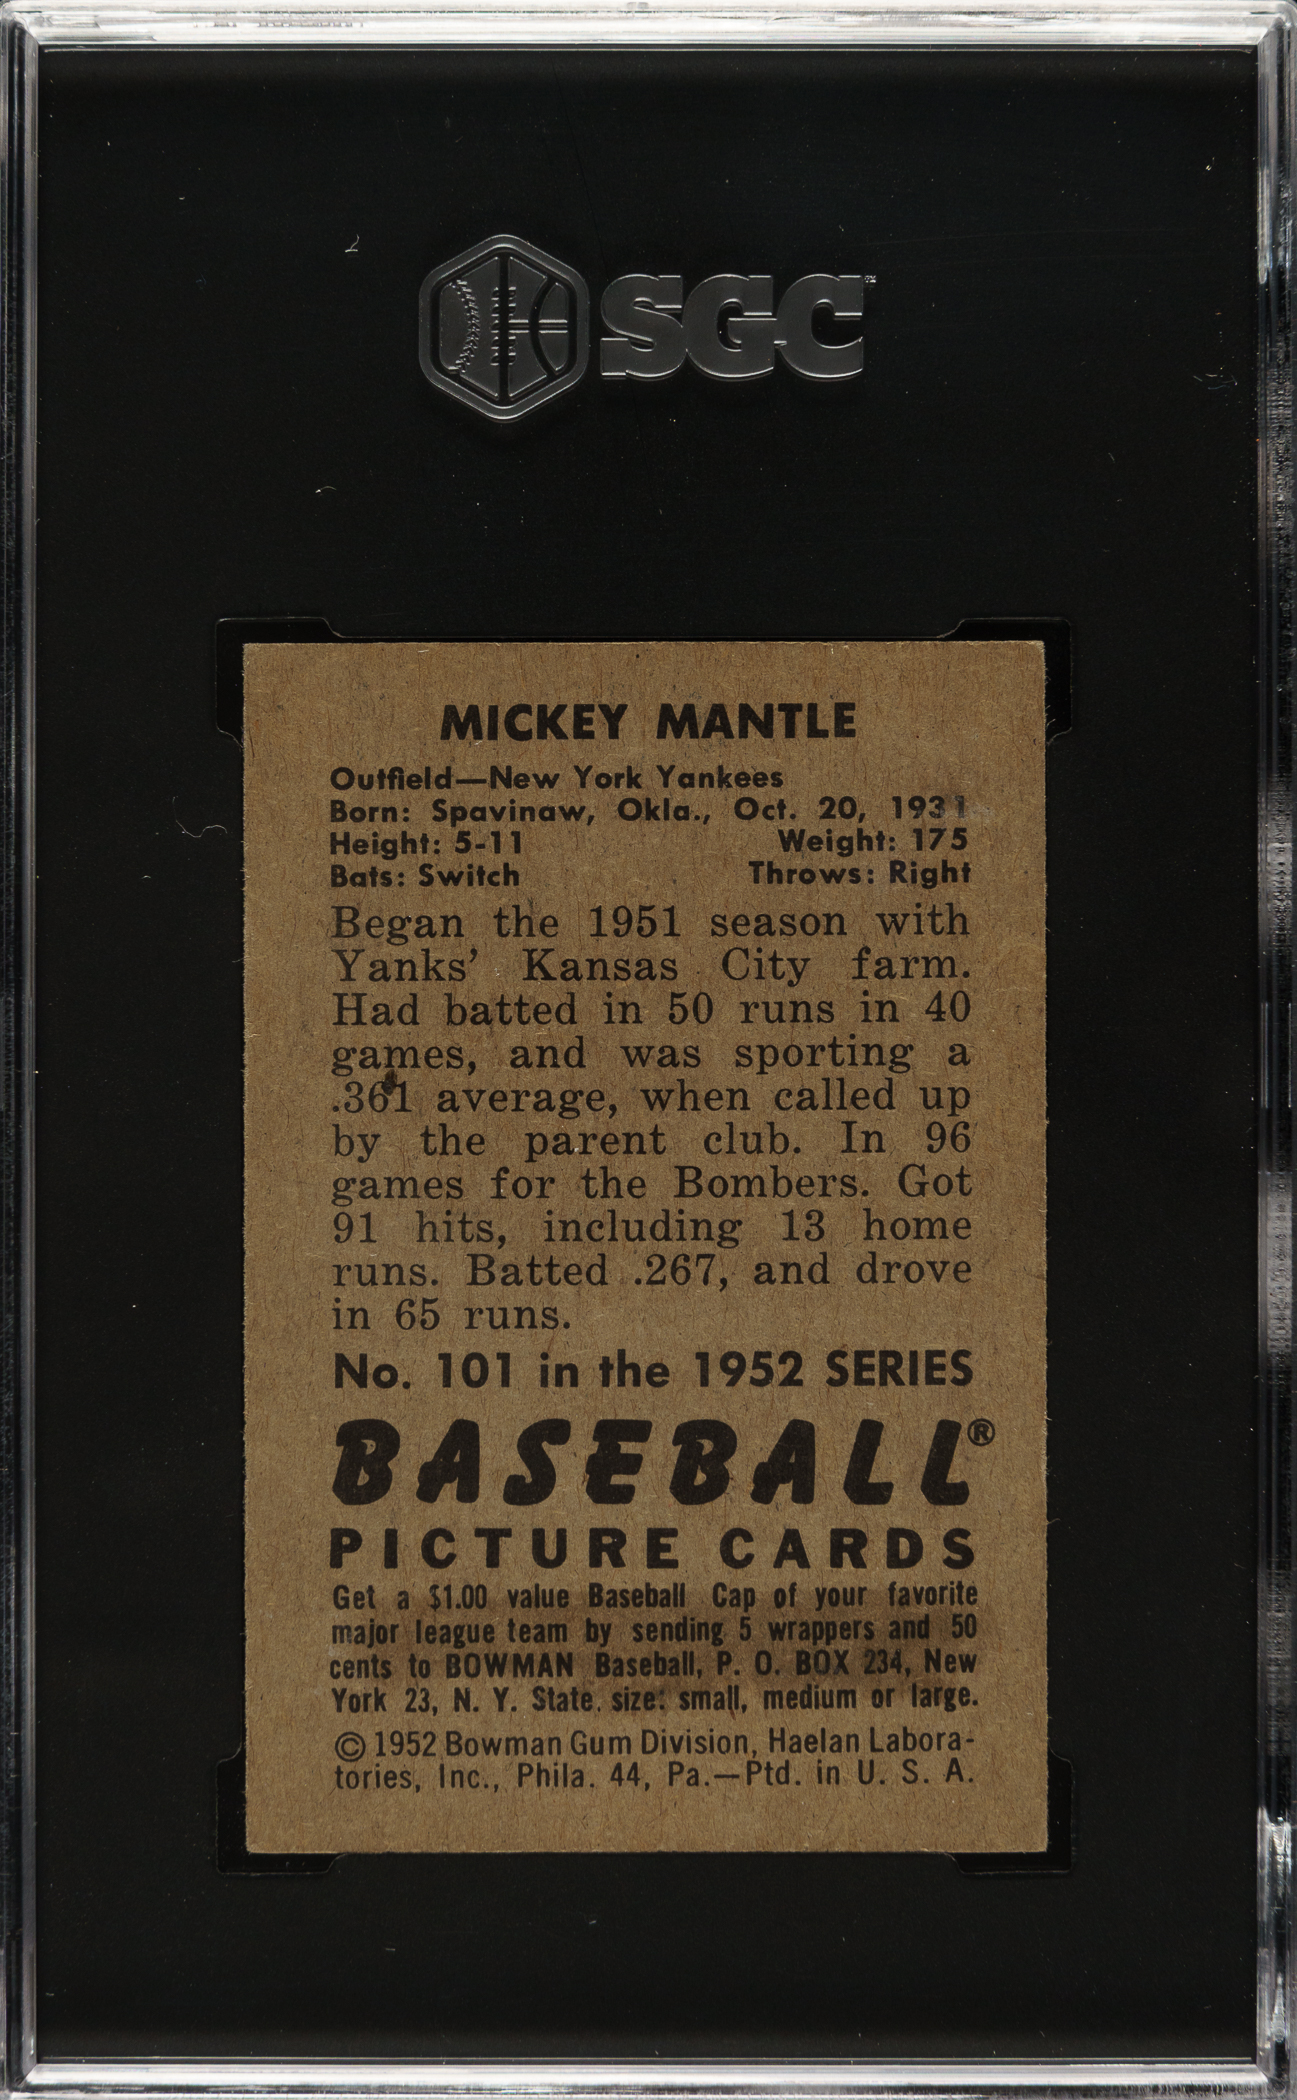 SGC™
MICKEY MANTLE
Outfield—New York Yankees
Born: Spavinaw, Okla., Oct. 20, 1931
Height: 5-11 Weight: 175
Bats: Switch Throws: Right
Began the 1951 season with
Yanks’ Kansas City farm.
Had batted in 50 runs in 40
games, and was sporting a
.361 average, when called up
by the parent club. In 96
games for the Bombers. Got
91 hits, including 13 home
runs. Batted .267, and drove
in 65 runs.
No. 101 in the 1952 SERIES
BASEBALL®
PICTURE CARDS
Get a $1.00 value Baseball Cap of your favorite
major league team by sending 5 wrappers and 50
cents to BOWMAN Baseball, P. O. BOX 234, New
York 23, N. Y. State. size: small, medium or large.
© 1952 Bowman Gum Division, Haelan Labora-
tories, Inc., Phila. 44, Pa.—Ptd. in U. S. A.